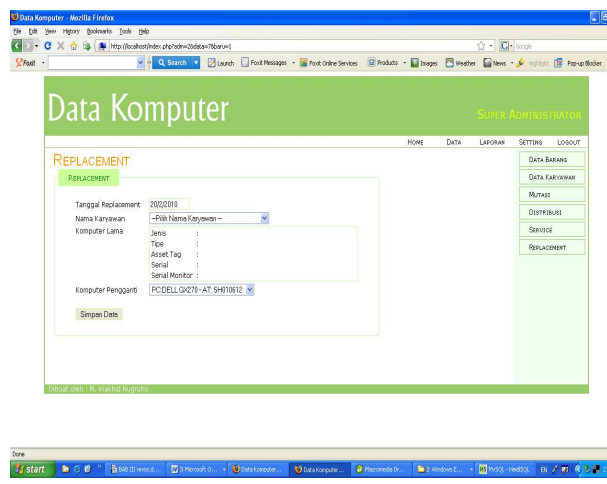 Data Komputer - Mozilla Firefox
File Edit View History Bookmarks Tools Help
http://localhost/index.php?adm=20data=7&baru=1
Google
Foxit
Search
Launch
Foxit Messages
Foxit Online Services
Products
Images
Weather
News
Highlight
Pop-up Blocker
Data Komputer
SUPER ADMINISTRATOR
HOME DATA LAPORAN SETTING LOGOUT
REPLACEMENT
REPLACEMENT
Tanggal Replacement 20/2/2010
Nama Karyawan --Pilih Nama Karyawan --
Komputer Lama
Jenis :
Tipe :
Asset Tag :
Serial :
Serial Monitor :
Komputer Pengganti PC:DELL GX270 - AT: 5H010612
Simpan Data
DATA BARANG
DATA KARYAWAN
MUTASI
DISTRIBUSI
SERVICE
REPLACEMENT
Dibuat oleh : M. Wakhid Nugroho
Done
start
BAB III revisi.d...
3 Microsoft O...
Data Komputer...
Data Komputer ...
Macromedia Dr...
2 Windows E...
MySQL - HeidiSQL
EN